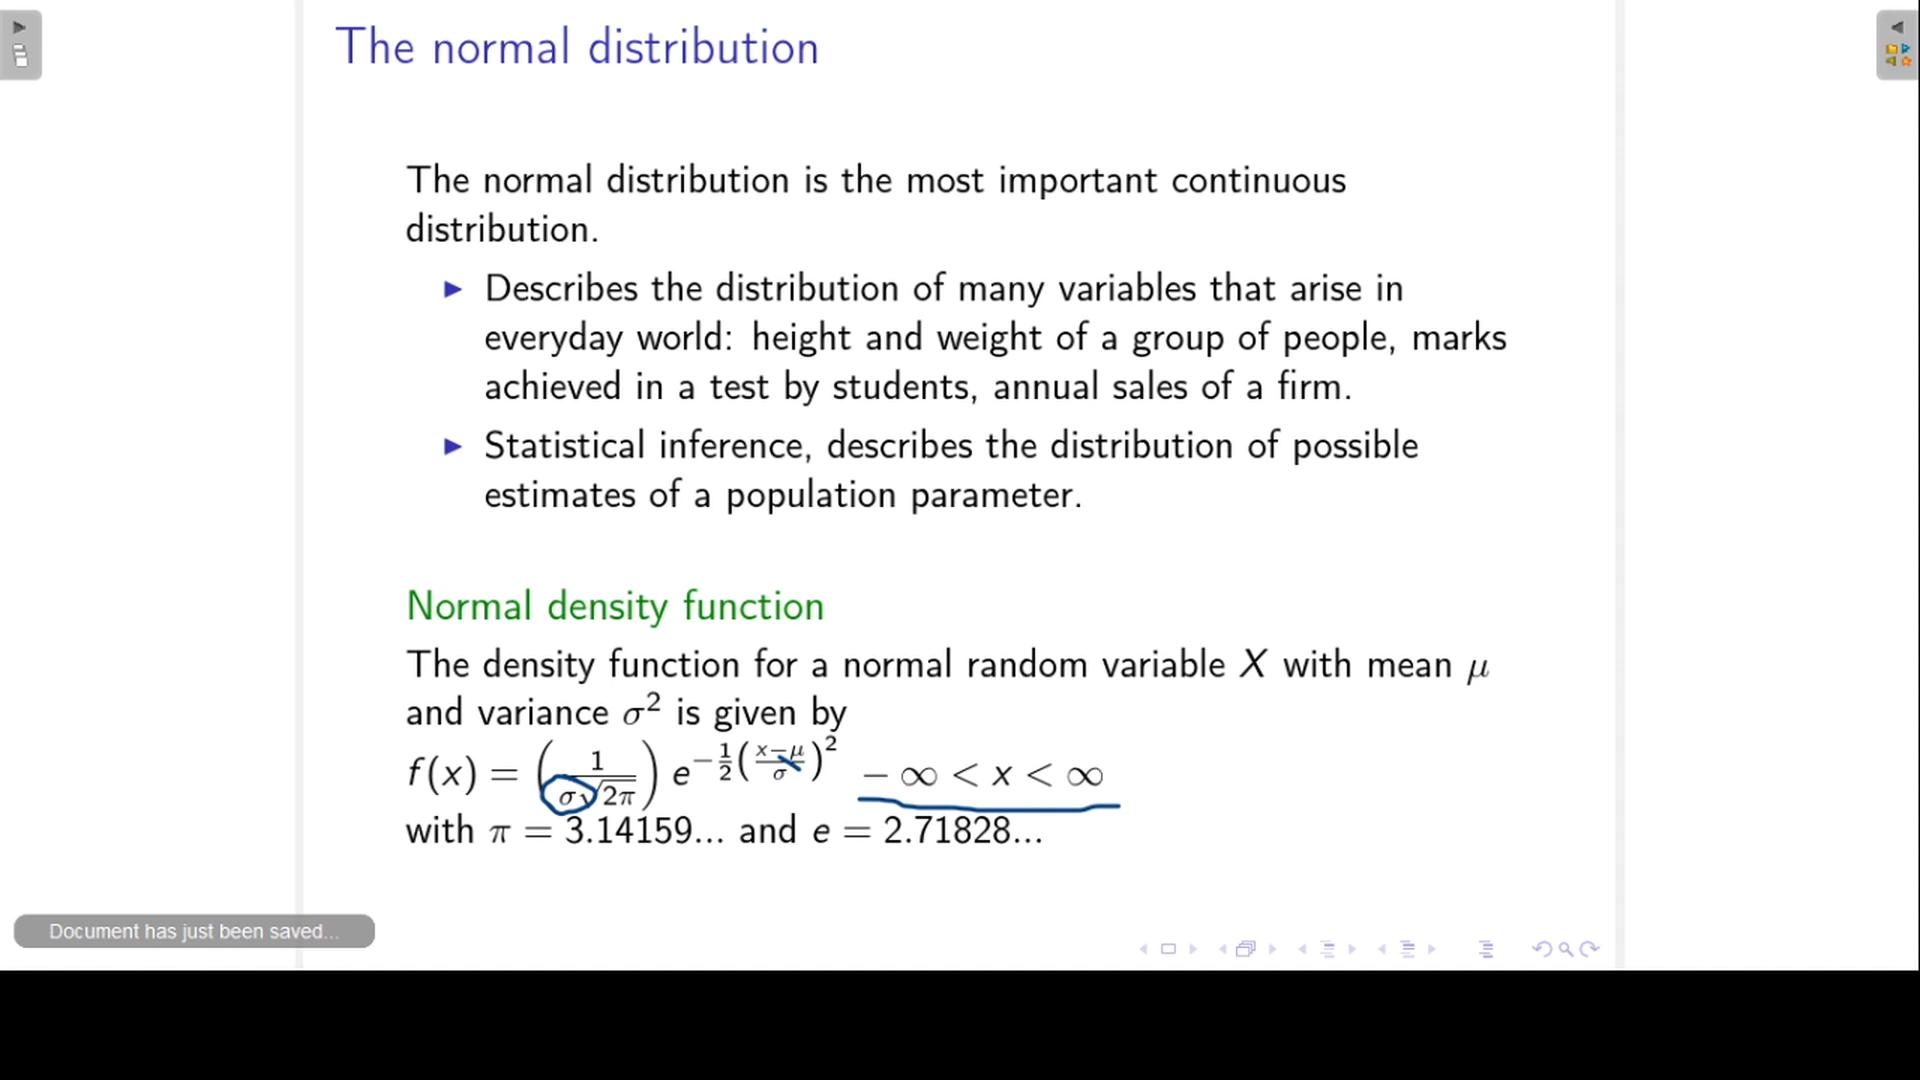 The normal distribution
The normal distribution is the most important continuous
distribution.
▶ Describes the distribution of many variables that arise in
everyday world: height and weight of a group of people, marks
achieved in a test by students, annual sales of a firm.
▶ Statistical inference, describes the distribution of possible
estimates of a population parameter.
Normal density function
The density function for a normal random variable X with mean μ
and variance σ² is given by
f(x) = (1/(σ√2π)) e^{-1/2((x−μ)/σ)²} − ∞ < x < ∞
with π = 3.14159... and e = 2.71828...
Document has just been saved...